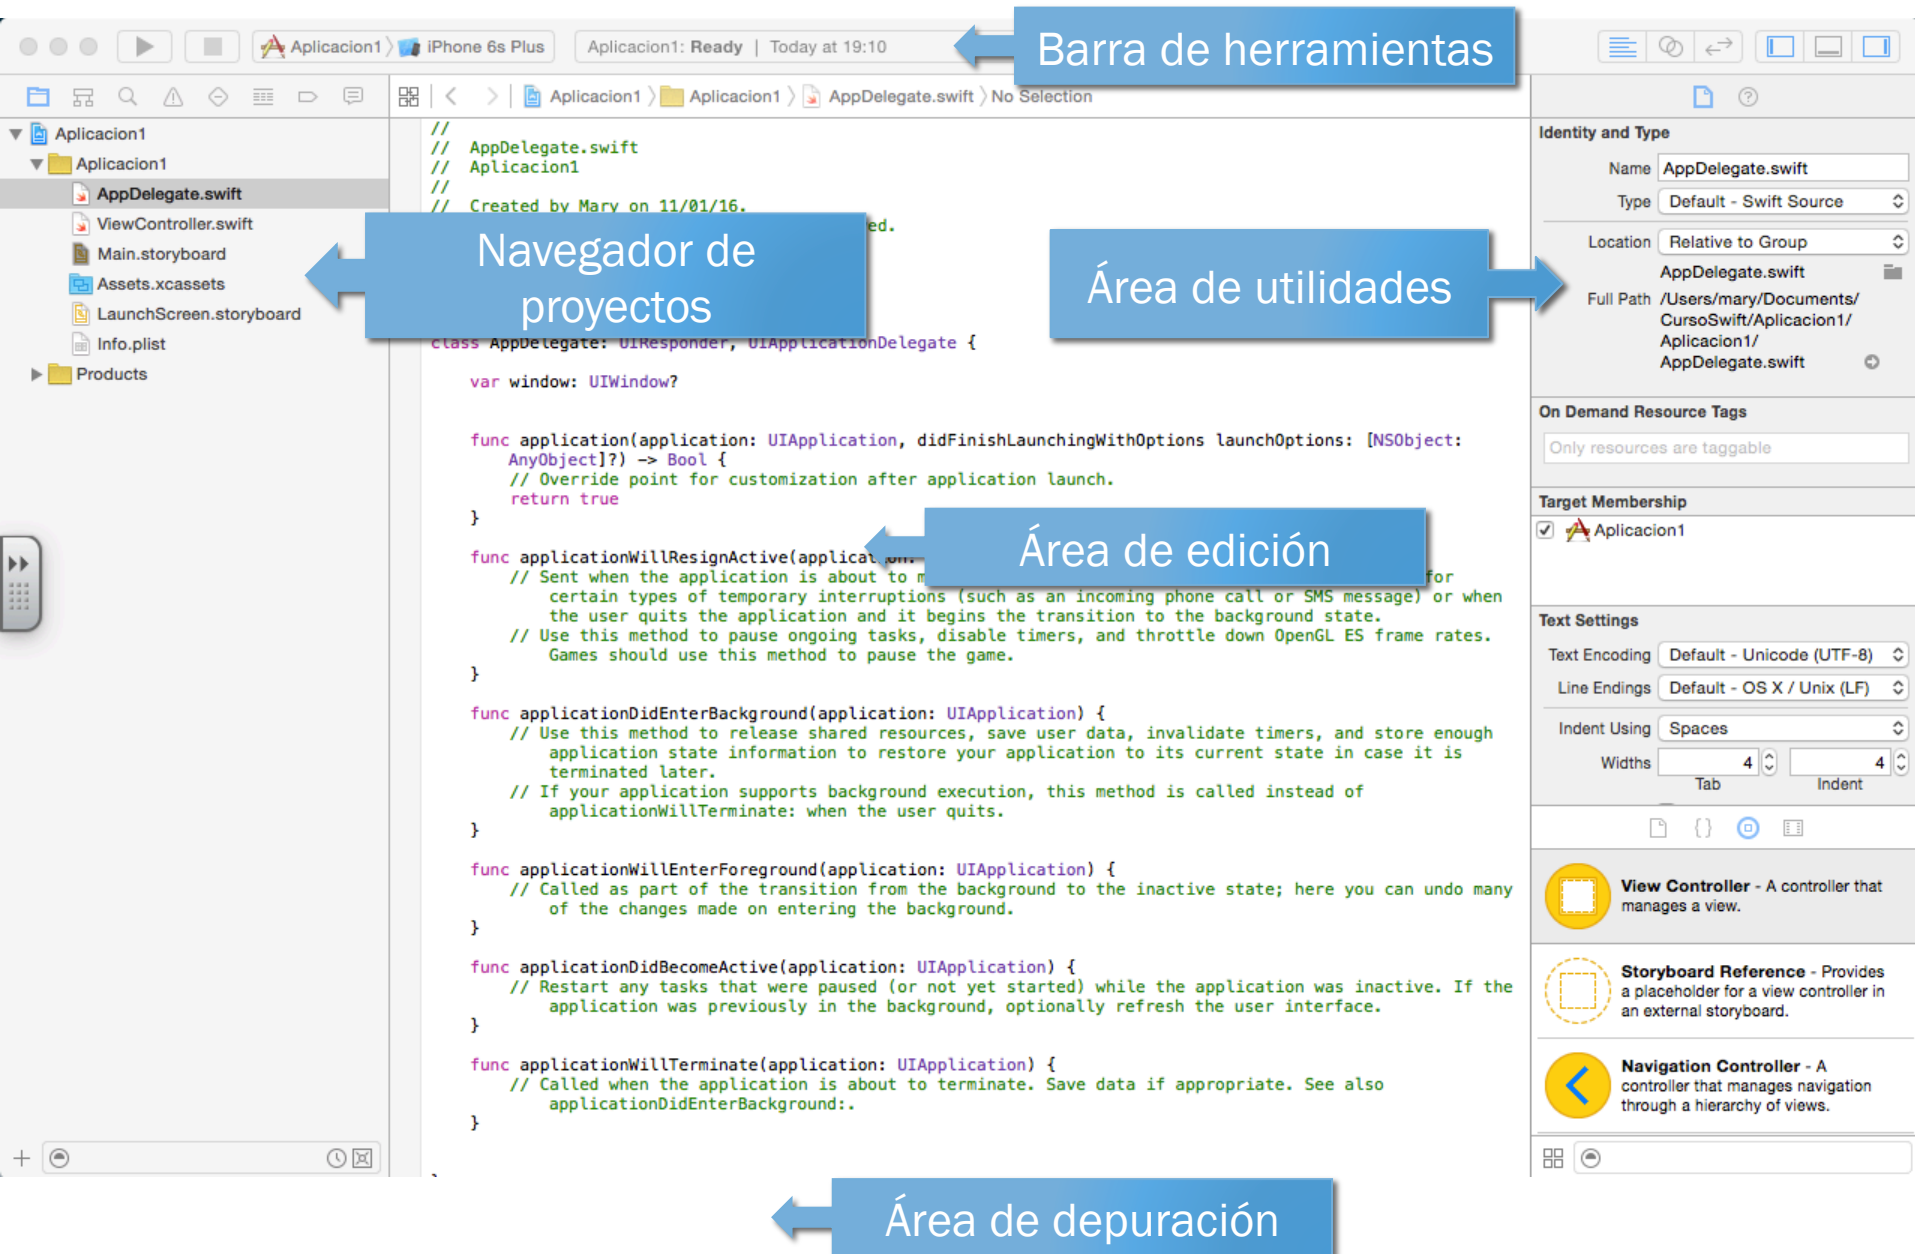 Aplicacion1 iPhone 6s Plus
Aplicacion1: Ready | Today at 19:10
Barra de herramientas
Aplicacion1 Aplicacion1 AppDelegate.swift No Selection
Aplicacion1
Aplicacion1
AppDelegate.swift
ViewController.swift
Main.storyboard
Assets.xcassets
LaunchScreen.storyboard
Info.plist
Products
Navegador de
proyectos
//
// AppDelegate.swift
// Aplicacion1
//
// Created by Mary on 11/01/16.
ed.
class AppDelegate: UIResponder, UIApplicationDelegate {
var window: UIWindow?
func application(application: UIApplication, didFinishLaunchingWithOptions launchOptions: [NSObject:
AnyObject]?) -> Bool {
// Override point for customization after application launch.
return true
}
func applicationWillResignActive(application:
// Sent when the application is about to m
for
certain types of temporary interruptions (such as an incoming phone call or SMS message) or when
the user quits the application and it begins the transition to the background state.
// Use this method to pause ongoing tasks, disable timers, and throttle down OpenGL ES frame rates.
Games should use this method to pause the game.
}
func applicationDidEnterBackground(application: UIApplication) {
// Use this method to release shared resources, save user data, invalidate timers, and store enough
application state information to restore your application to its current state in case it is
terminated later.
// If your application supports background execution, this method is called instead of
applicationWillTerminate: when the user quits.
}
func applicationWillEnterForeground(application: UIApplication) {
// Called as part of the transition from the background to the inactive state; here you can undo many
of the changes made on entering the background.
}
func applicationDidBecomeActive(application: UIApplication) {
// Restart any tasks that were paused (or not yet started) while the application was inactive. If the
application was previously in the background, optionally refresh the user interface.
}
func applicationWillTerminate(application: UIApplication) {
// Called when the application is about to terminate. Save data if appropriate. See also
applicationDidEnterBackground:.
}
Área de edición
Área de utilidades
Identity and Type
Name AppDelegate.swift
Type Default - Swift Source
Location Relative to Group
AppDelegate.swift
Full Path /Users/mary/Documents/
CursoSwift/Aplicacion1/
Aplicacion1/
AppDelegate.swift
On Demand Resource Tags
Only resources are taggable
Target Membership
Aplicacion1
Text Settings
Text Encoding Default - Unicode (UTF-8)
Line Endings Default - OS X / Unix (LF)
Indent Using Spaces
Widths 4 4
Tab Indent
{}
View Controller - A controller that
manages a view.
Storyboard Reference - Provides
a placeholder for a view controller in
an external storyboard.
Navigation Controller - A
controller that manages navigation
through a hierarchy of views.
Área de depuración